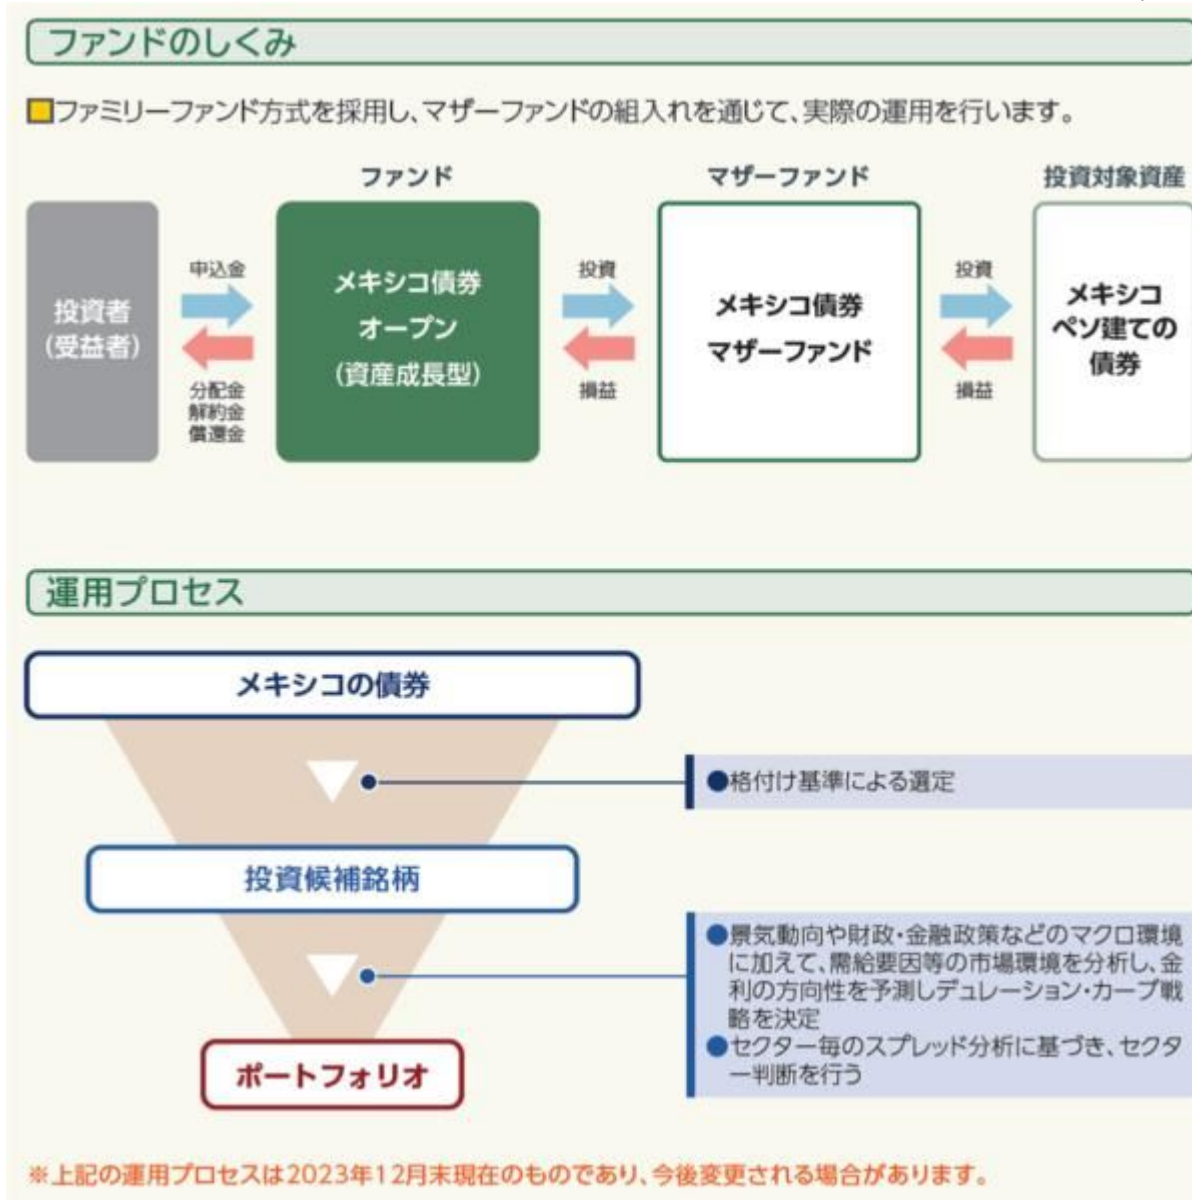 ファンドのしくみ
ファミリーファンド方式を採用し、マザーファンドの組入れを通じて、実際の運用を行います。
ファンド
マザーファンド
投資対象資産
投資者
(受益者)
申込金
分配金
解約金
償還金
メキシコ債券
オープン
(資産成長型)
投資
損益
メキシコ債券
マザーファンド
投資
損益
メキシコ
ペソ建ての
債券
運用プロセス
メキシコの債券
●格付け基準による選定
投資候補銘柄
●景気動向や財政・金融政策などのマクロ環境
に加えて、需給要因等の市場環境を分析し、金
利の方向性を予測しデュレーション・カーブ戦
略を決定
●セクター毎のスプレッド分析に基づき、セクタ
ー判断を行う
ポートフォリオ
※上記の運用プロセスは2023年12月末現在のものであり、今後変更される場合があります。